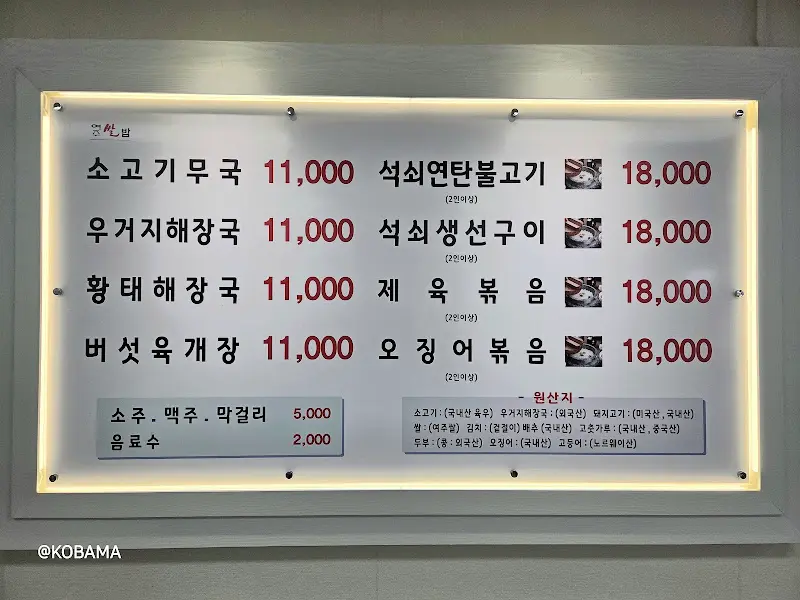 쌀밥
소고기무국 11,000
우거지해장국 11,000
황태해장국 11,000
버섯육개장 11,000
석쇠연탄불고기 18,000
(2인이상)
석쇠생선구이 18,000
(2인이상)
제육볶음 18,000
(2인이상)
오징어볶음 18,000
(2인이상)
소주.맥주.막걸리 5,000
음료수 2,000
- 원산지 -
소고기 : (국내산 육우) 우거지해장국 : (외국산) 돼지고기 : (미국산, 국내산)
쌀 : (여주쌀) 김치 : (겉절이) 배추 (국내산) 고춧가루 : (국내산, 중국산)
두부 : (콩 : 외국산) 오징어 : (국내산) 고등어 : (노르웨이산)
@KOBAMA